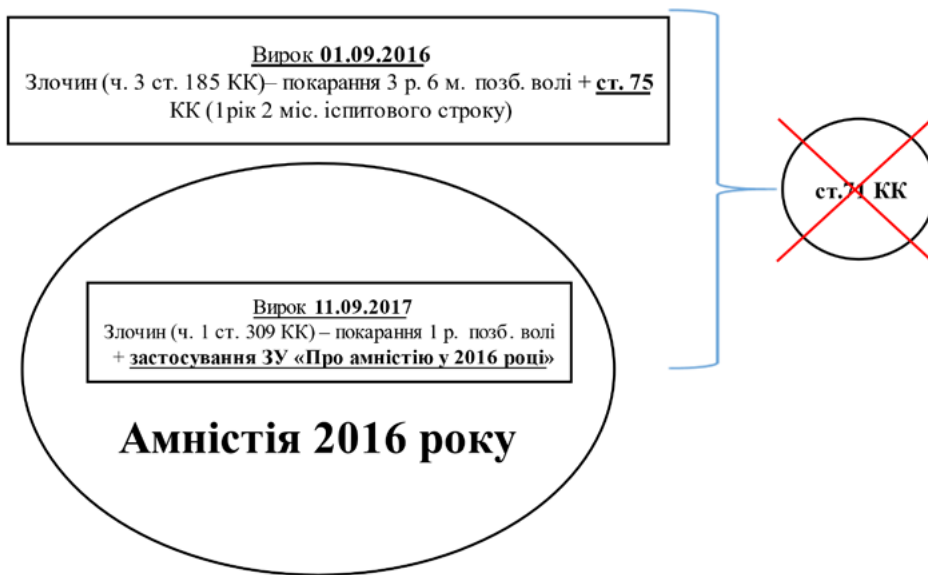 Вирок 01.09.2016
Злочин (ч. 3 ст. 185 КК)– покарання 3 р. 6 м. позб. волі + ст. 75
КК (1рік 2 міс. іспитового строку)
ст.71 КК
Вирок 11.09.2017
Злочин (ч. 1 ст. 309 КК) – покарання 1 р. позб. волі
+ застосування ЗУ «Про амністію у 2016 році»
Амністія 2016 року